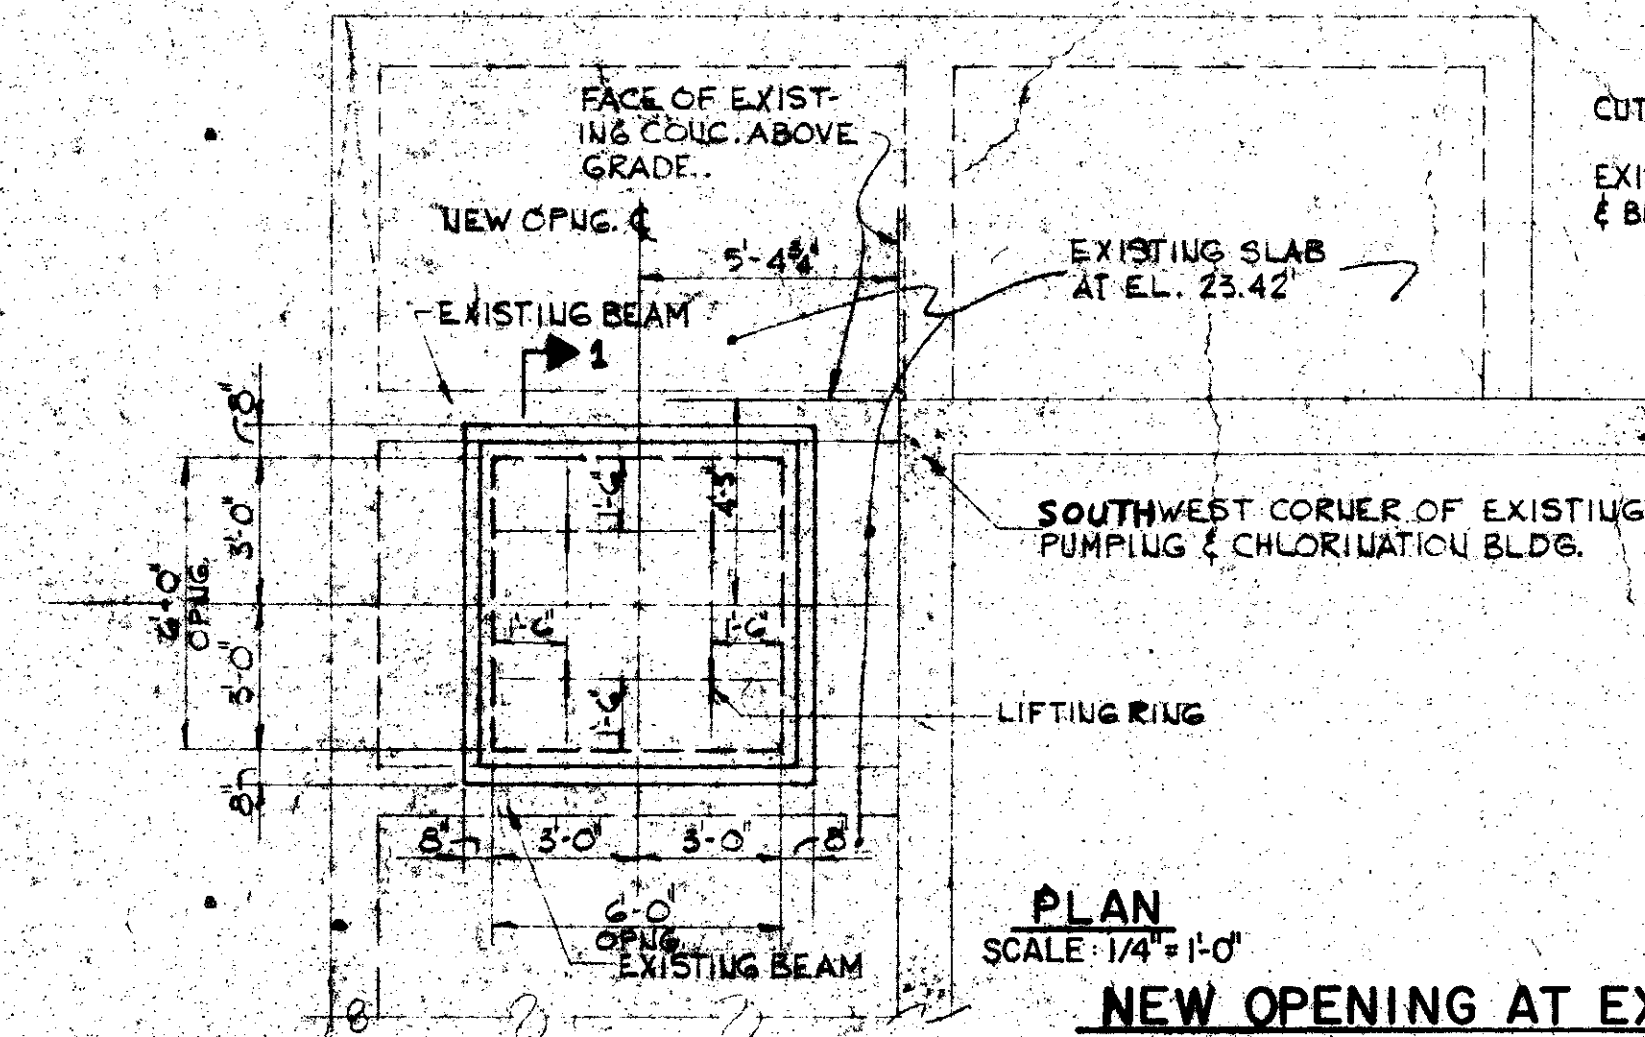 FACE OF EXIST-
ING CONC. ABOVE
GRADE.
CUT
EXI
& B
NEW OPNG. ℄
5'-4¾"
EXISTING SLAB
AT EL. 23.42'
EXISTING BEAM
1
8"
1'-6"
4'-3"
3'-0"
SOUTHWEST CORNER OF EXISTING
PUMPING & CHLORINATION BLDG.
6'-0"
OPNG.
1'-6"
1'-6"
3'-0"
1'-6"
LIFTING RING
8"
8"
3'-0"
3'-0"
8"
6'-0"
OPNG
EXISTING BEAM
PLAN
SCALE: 1/4" = 1'-0"
NEW OPENING AT EX
8